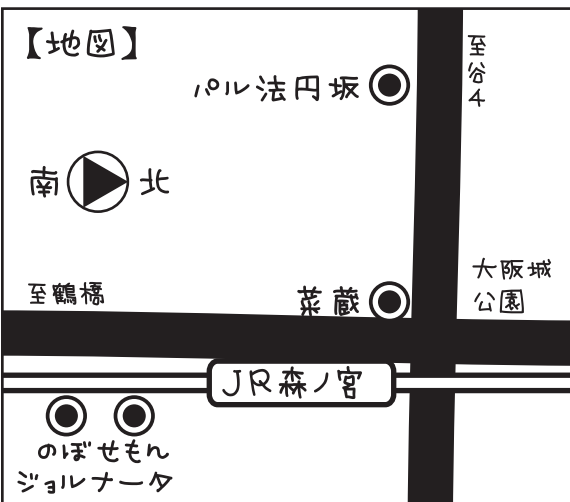 【地図】
至谷4
パル法円坂
南 北
大阪城
公園
至鶴橋
菜蔵
JR森ノ宮
のぼせもん
ジョルナータ